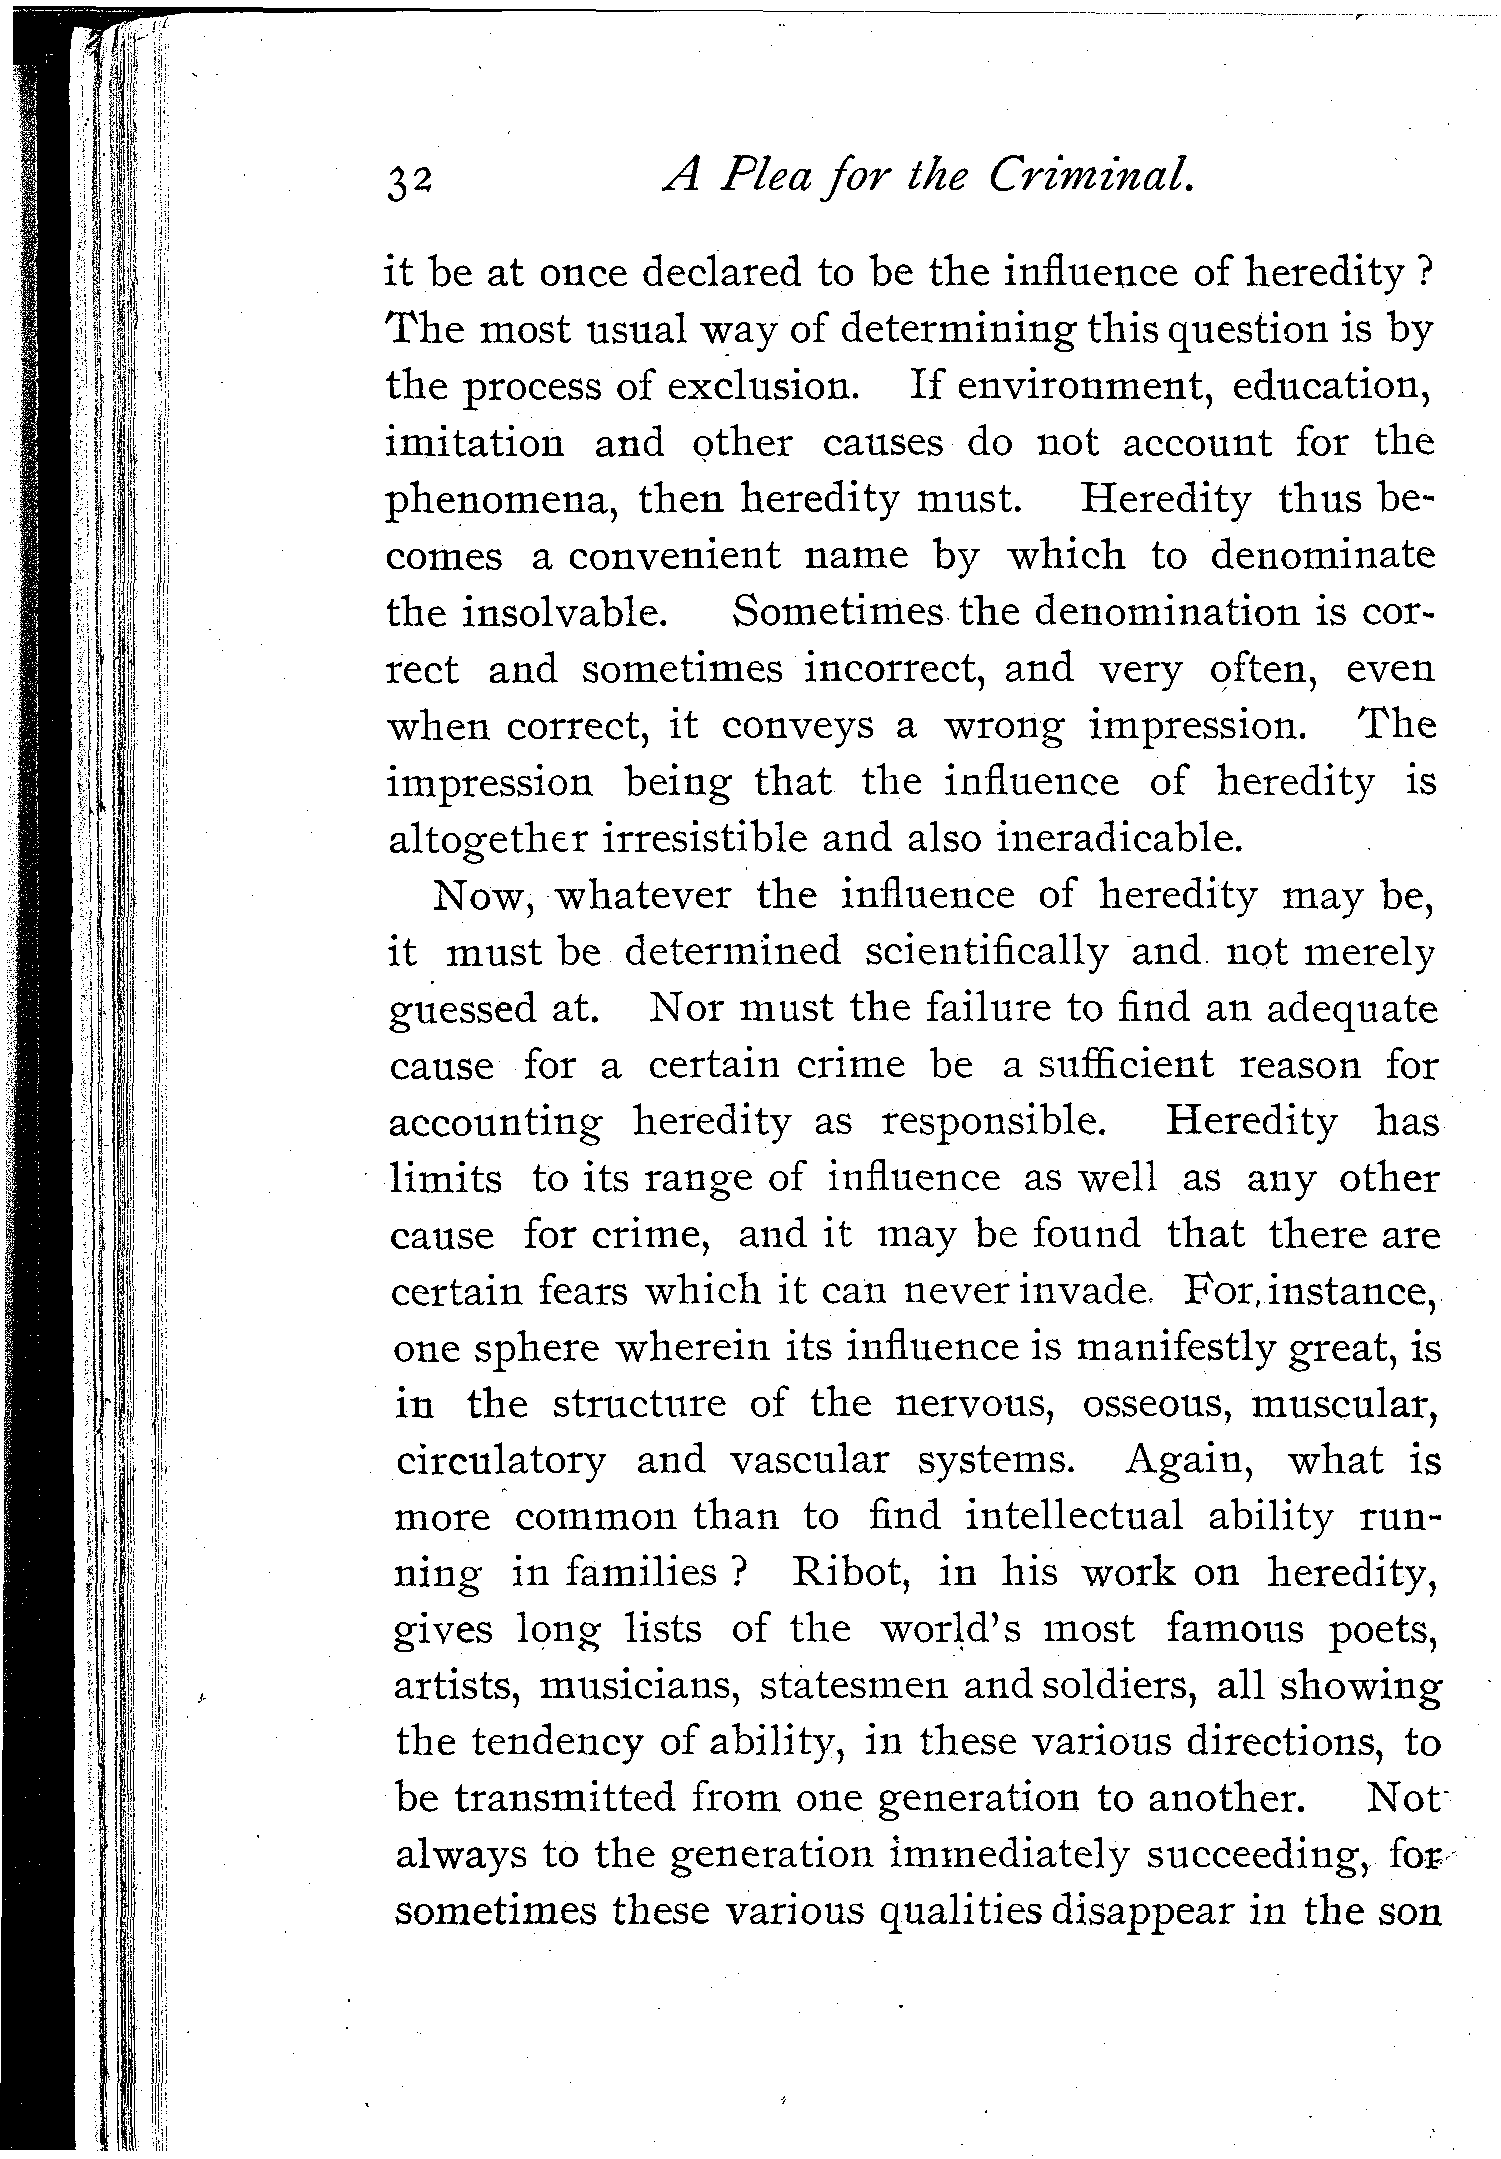 32 A Plea for the Criminal.
it be at once declared to be the influence of heredity ?
The most usual way of determining this question is by
the process of exclusion. If environment, education,
imitation and other causes do not account for the
phenomena, then heredity must. Heredity thus be-
comes a convenient name by which to denominate
the insolvable. Sometimes the denomination is cor-
rect and sometimes incorrect, and very often, even
when correct, it conveys a wrong impression. The
impression being that the influence of heredity is
altogether irresistible and also ineradicable.
Now, whatever the influence of heredity may be,
it must be determined scientifically and not merely
guessed at. Nor must the failure to find an adequate
cause for a certain crime be a sufficient reason for
accounting heredity as responsible. Heredity has
limits to its range of influence as well as any other
cause for crime, and it may be found that there are
certain fears which it can never invade. For, instance,
one sphere wherein its influence is manifestly great, is
in the structure of the nervous, osseous, muscular,
circulatory and vascular systems. Again, what is
more common than to find intellectual ability run-
ning in families ? Ribot, in his work on heredity,
gives long lists of the world's most famous poets,
artists, musicians, statesmen and soldiers, all showing
the tendency of ability, in these various directions, to
be transmitted from one generation to another. Not
always to the generation immediately succeeding, for
sometimes these various qualities disappear in the son